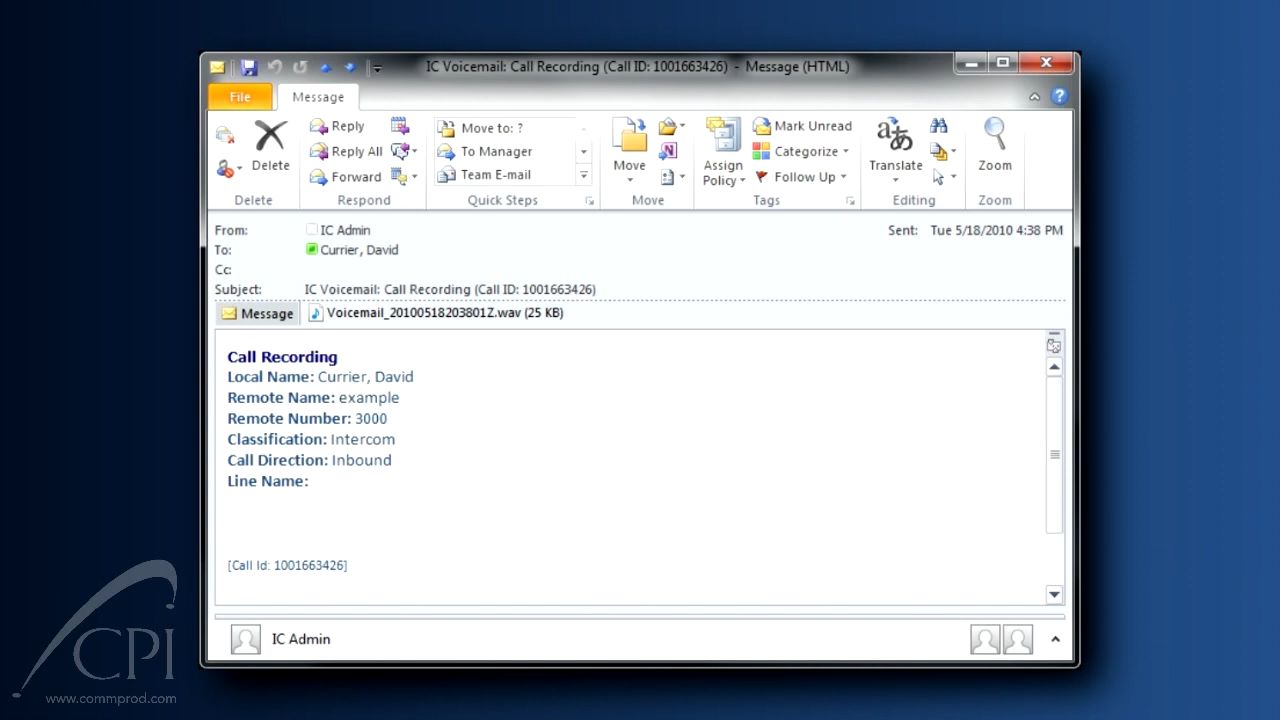 IC Voicemail: Call Recording (Call ID: 1001663426) - Message (HTML)
File Message
Delete
Delete
Reply
Reply All
Forward
Respond
Move to: ?
To Manager
Team E-mail
Quick Steps
Move
Move
Assign
Policy
Mark Unread
Categorize
Follow Up
Tags
Translate
Editing
Zoom
Zoom
From: IC Admin Sent: Tue 5/18/2010 4:38 PM
To: Currier, David
Cc:
Subject: IC Voicemail: Call Recording (Call ID: 1001663426)
Message Voicemail_20100518203801Z.wav (25 KB)
Call Recording
Local Name: Currier, David
Remote Name: example
Remote Number: 3000
Classification: Intercom
Call Direction: Inbound
Line Name:
[Call Id: 1001663426]
IC Admin
CPI
www.commprod.com